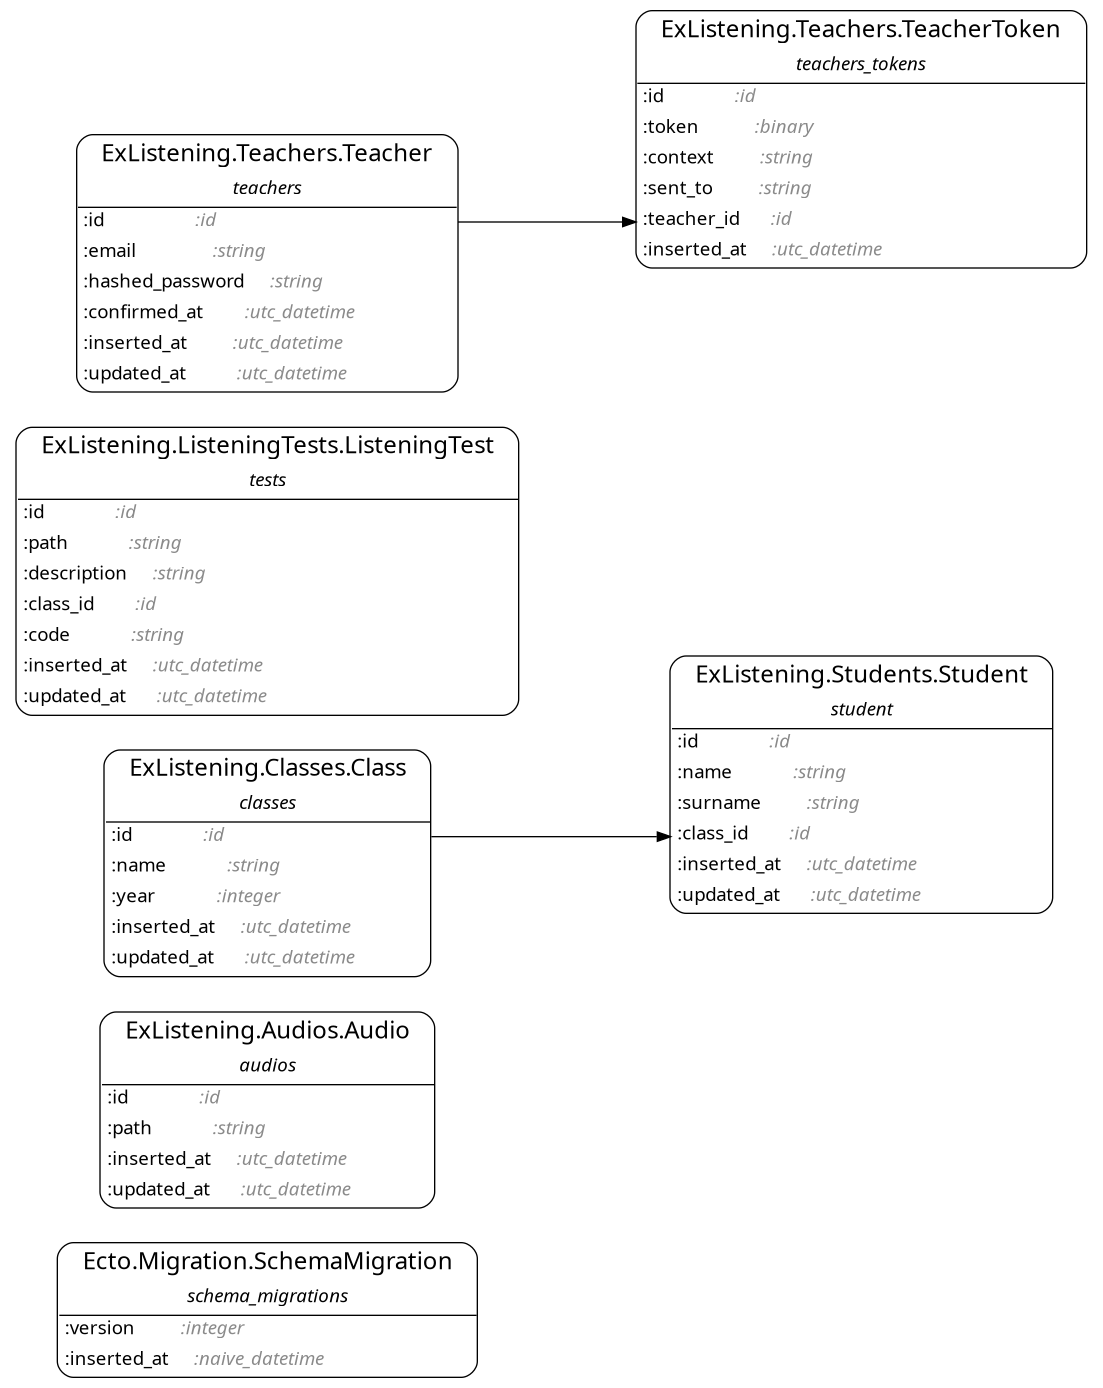 ExListening.Teachers.TeacherToken
teachers_tokens
:id :id
:token :binary
:context :string
:sent_to :string
:teacher_id :id
:inserted_at :utc_datetime
ExListening.Teachers.Teacher
teachers
:id :id
:email :string
:hashed_password :string
:confirmed_at :utc_datetime
:inserted_at :utc_datetime
:updated_at :utc_datetime
ExListening.ListeningTests.ListeningTest
tests
:id :id
:path :string
:description :string
:class_id :id
:code :string
:inserted_at :utc_datetime
:updated_at :utc_datetime
ExListening.Students.Student
student
:id :id
:name :string
:surname :string
:class_id :id
:inserted_at :utc_datetime
:updated_at :utc_datetime
ExListening.Classes.Class
classes
:id :id
:name :string
:year :integer
:inserted_at :utc_datetime
:updated_at :utc_datetime
ExListening.Audios.Audio
audios
:id :id
:path :string
:inserted_at :utc_datetime
:updated_at :utc_datetime
Ecto.Migration.SchemaMigration
schema_migrations
:version :integer
:inserted_at :naive_datetime